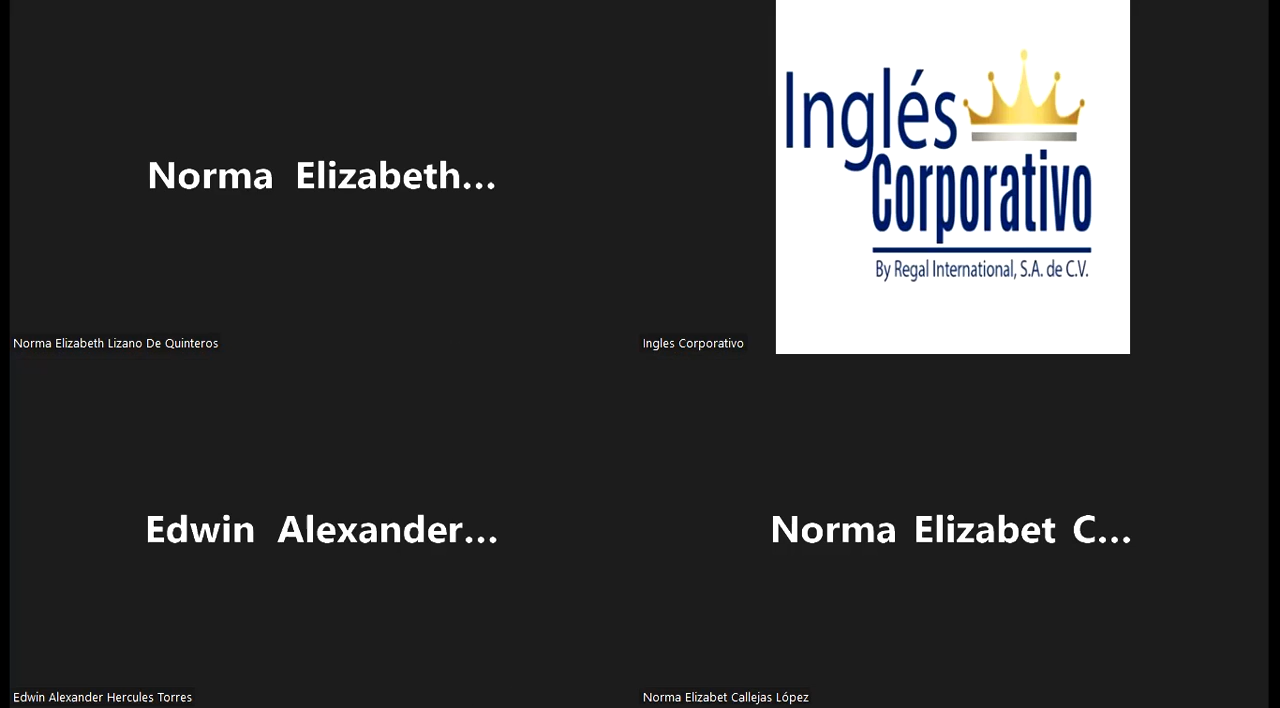 Norma Elizabeth...
Norma Elizabeth Lizano De Quinteros
Inglés
Corporativo
By Regal International, S.A. de C.V.
Ingles Corporativo
Edwin Alexander...
Edwin Alexander Hercules Torres
Norma Elizabet C...
Norma Elizabet Callejas López